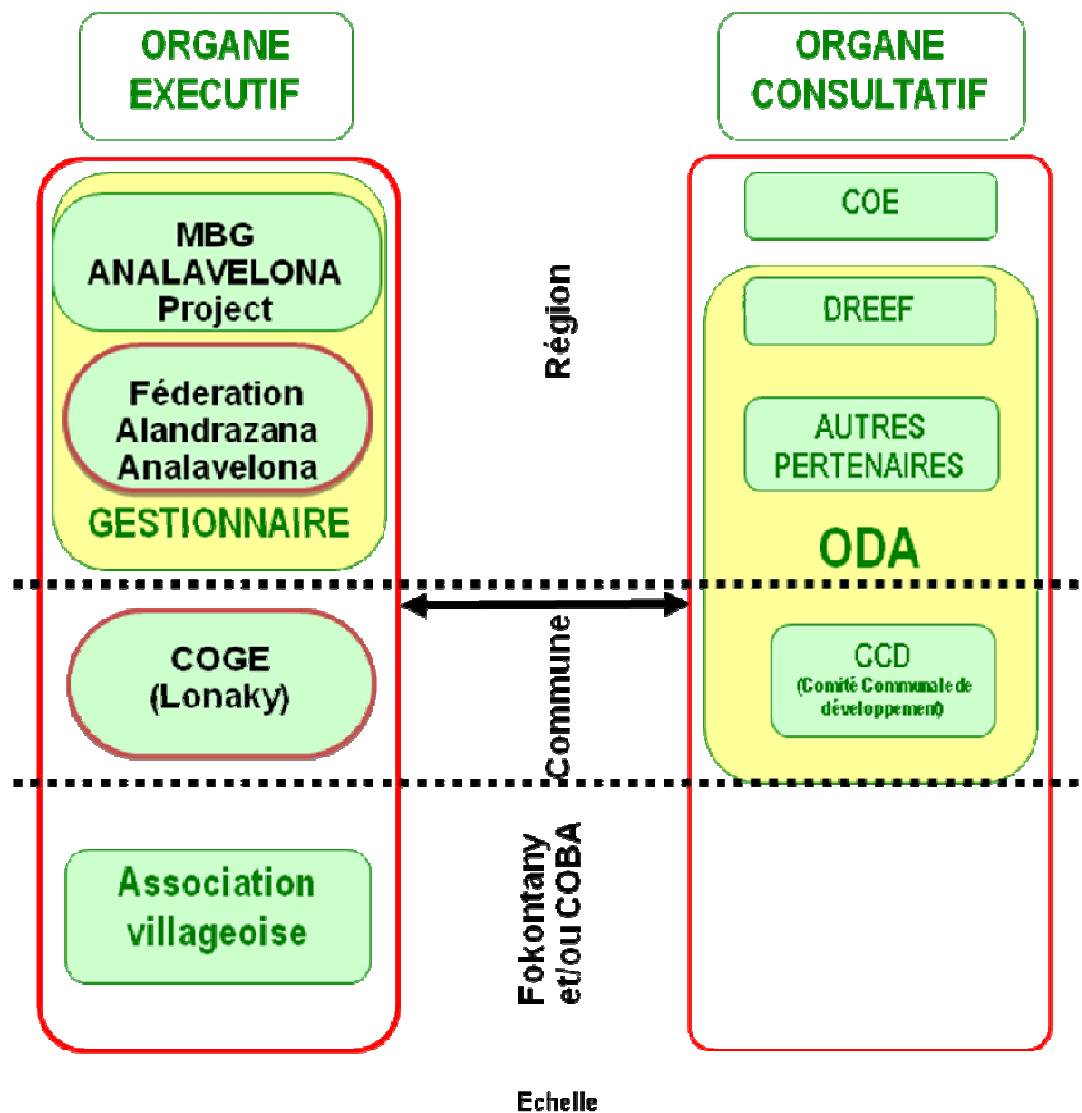 ORGANE
EXECUTIF
ORGANE
CONSULTATIF
MBG
ANALAVELONA
Project
Féderation
Alandrazana
Analavelona
GESTIONNAIRE
COGE
(Lonaky)
Association
villageoise
Région
Commune
Fokontany
et/ou COBA
COE
DREEF
AUTRES
PERTENAIRES
ODA
CCD
(Comité Communale de
développement)
Echelle